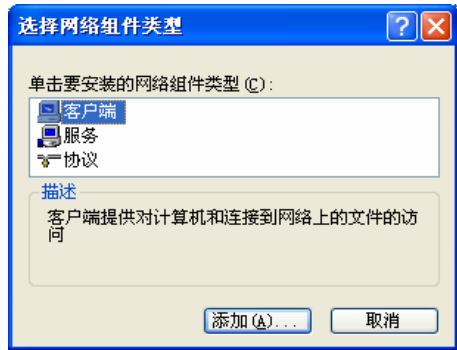 选择网络组件类型
单击要安装的网络组件类型(C):
客户端
服务
协议
描述
客户端提供对计算机和连接到网络上的文件的访
问
添加(A)... 取消